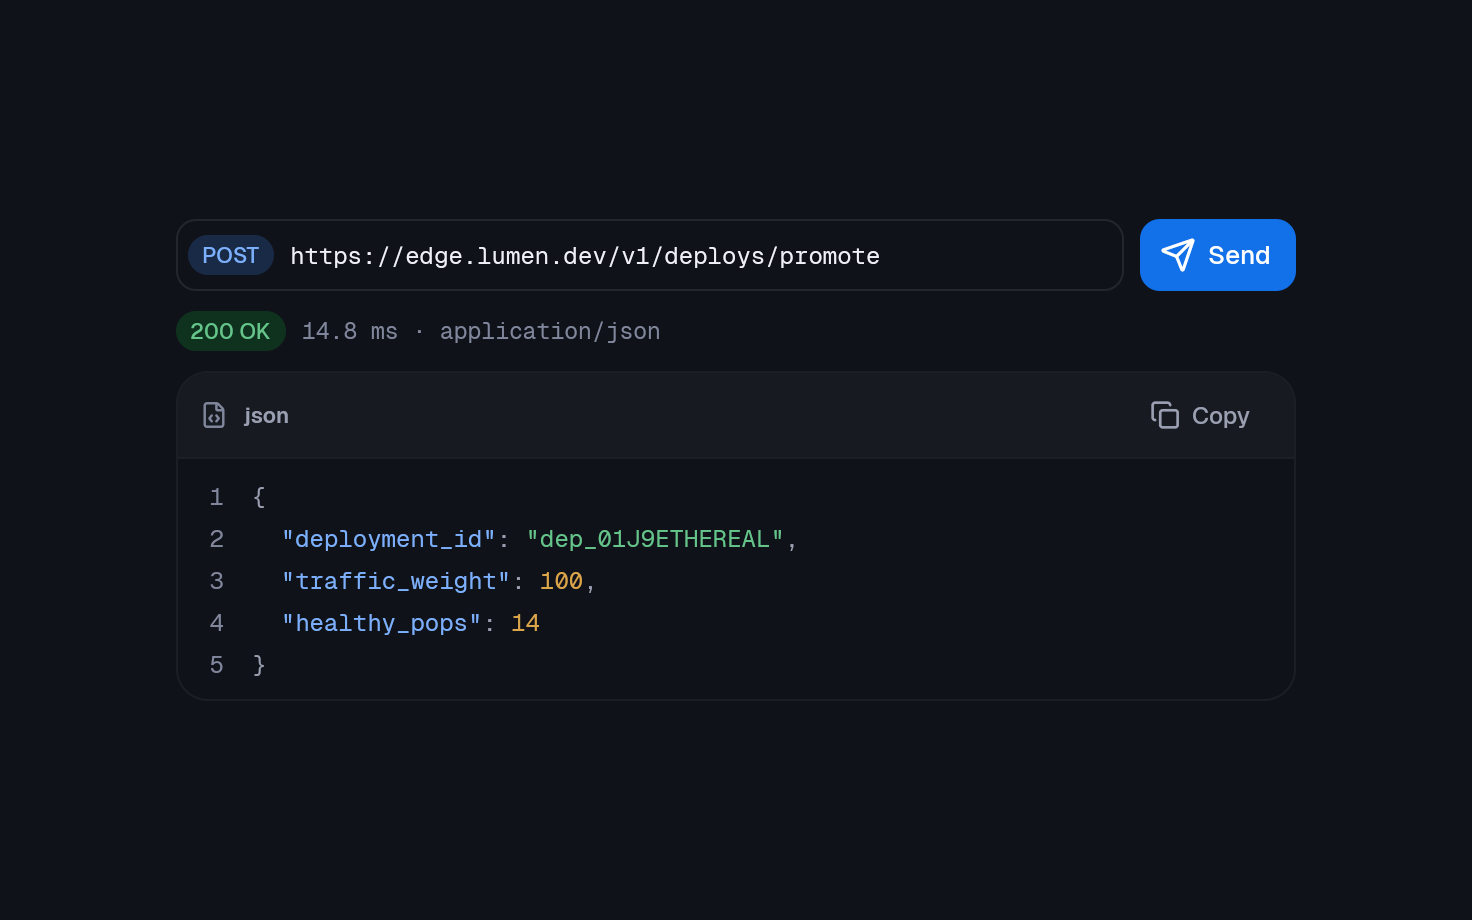 POST https://edge.lumen.dev/v1/deploys/promote Send
200 OK 14.8 ms · application/json
json Copy
1 {
2   "deployment_id": "dep_01J9ETHEREAL",
3   "traffic_weight": 100,
4   "healthy_pops": 14
5 }